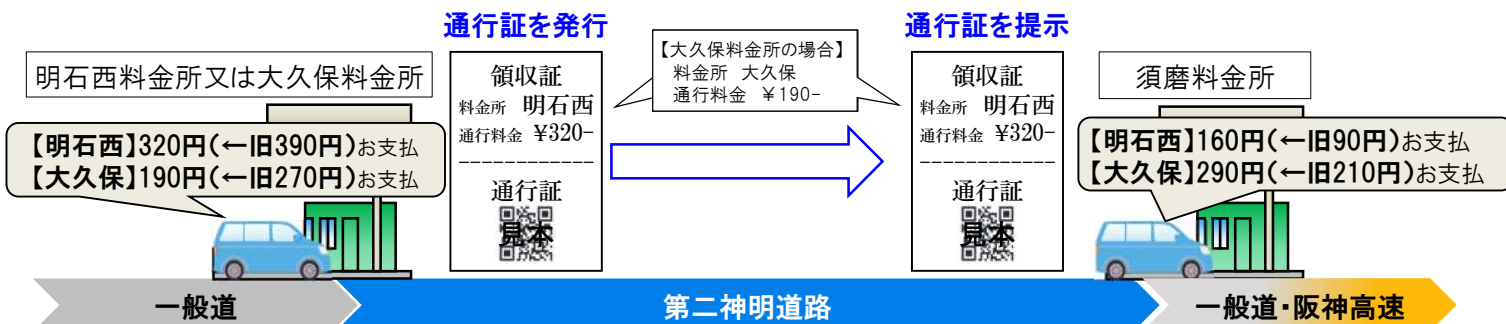 通行証を発行
通行証を提示
明石西料金所又は大久保料金所
【明石西】320円(←旧390円)お支払
【大久保】190円(←旧270円)お支払
領収証
料金所 明石西
通行料金 ¥320-
------------
通行証
見本
【大久保料金所の場合】
料金所 大久保
通行料金 ¥190-
領収証
料金所 明石西
通行料金 ¥320-
------------
通行証
見本
須磨料金所
【明石西】160円(←旧90円)お支払
【大久保】290円(←旧210円)お支払
一般道
第二神明道路
一般道・阪神高速